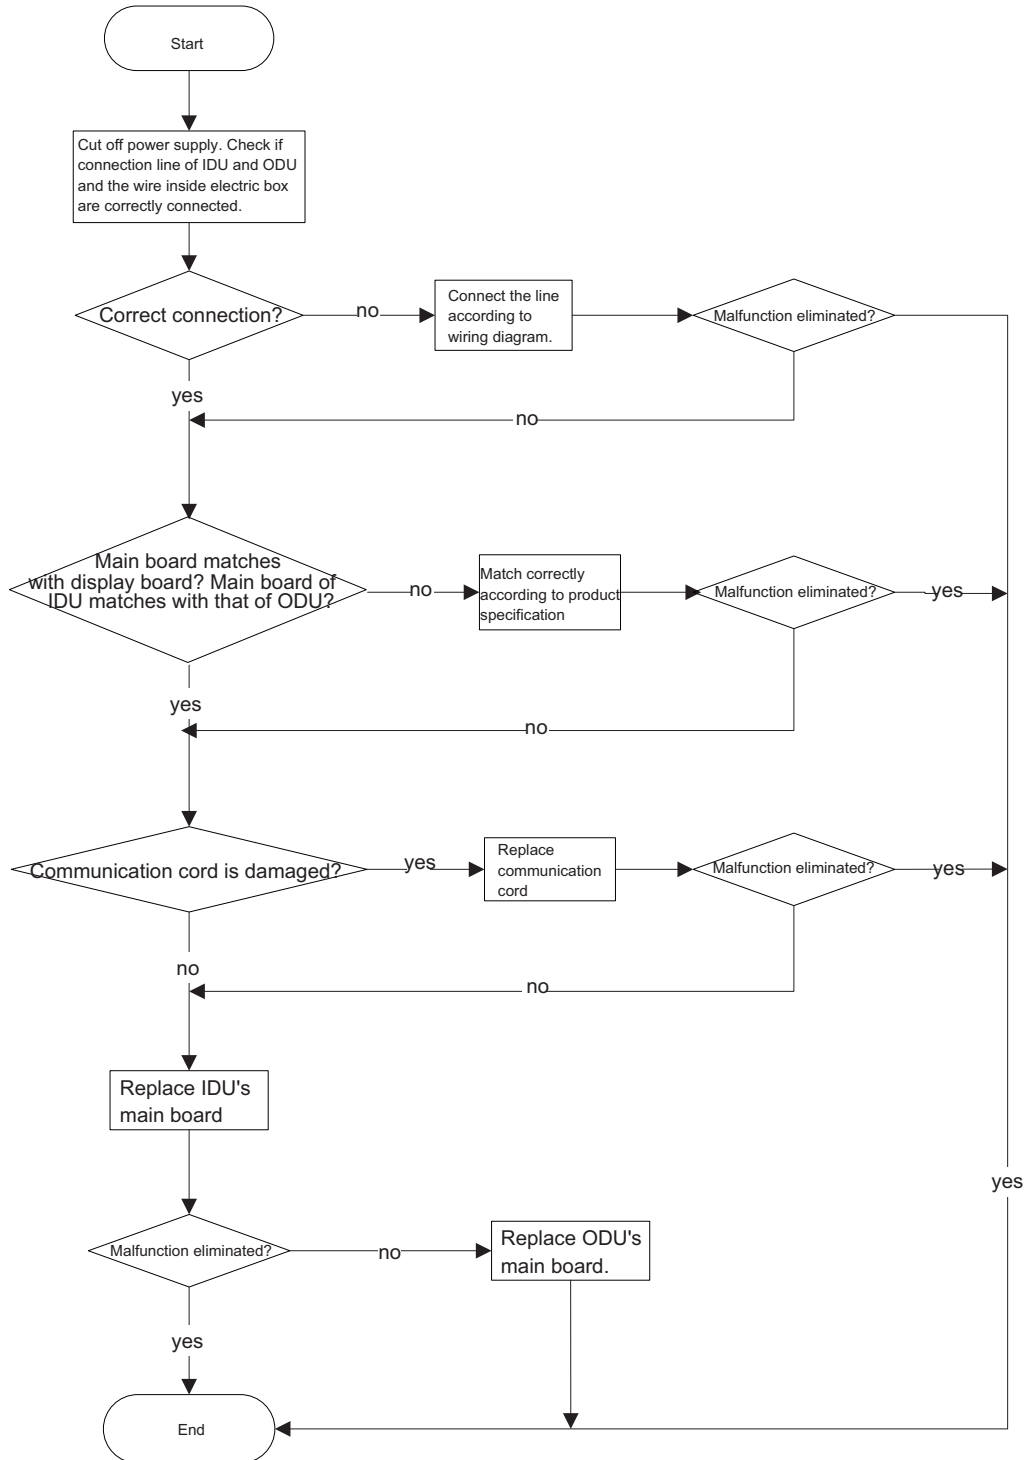 Start
Cut off power supply. Check if
connection line of IDU and ODU
and the wire inside electric box
are correctly connected.
Correct connection?
no
Connect the line
according to
wiring diagram.
Malfunction eliminated?
yes
no
Main board matches
with display board? Main board of
IDU matches with that of ODU?
no
Match correctly
according to product
specification
Malfunction eliminated?
yes
yes
no
Communication cord is damaged?
yes
Replace
communication
cord
Malfunction eliminated?
yes
no
no
Replace IDU's
main board
yes
Malfunction eliminated?
no
Replace ODU's
main board.
yes
End